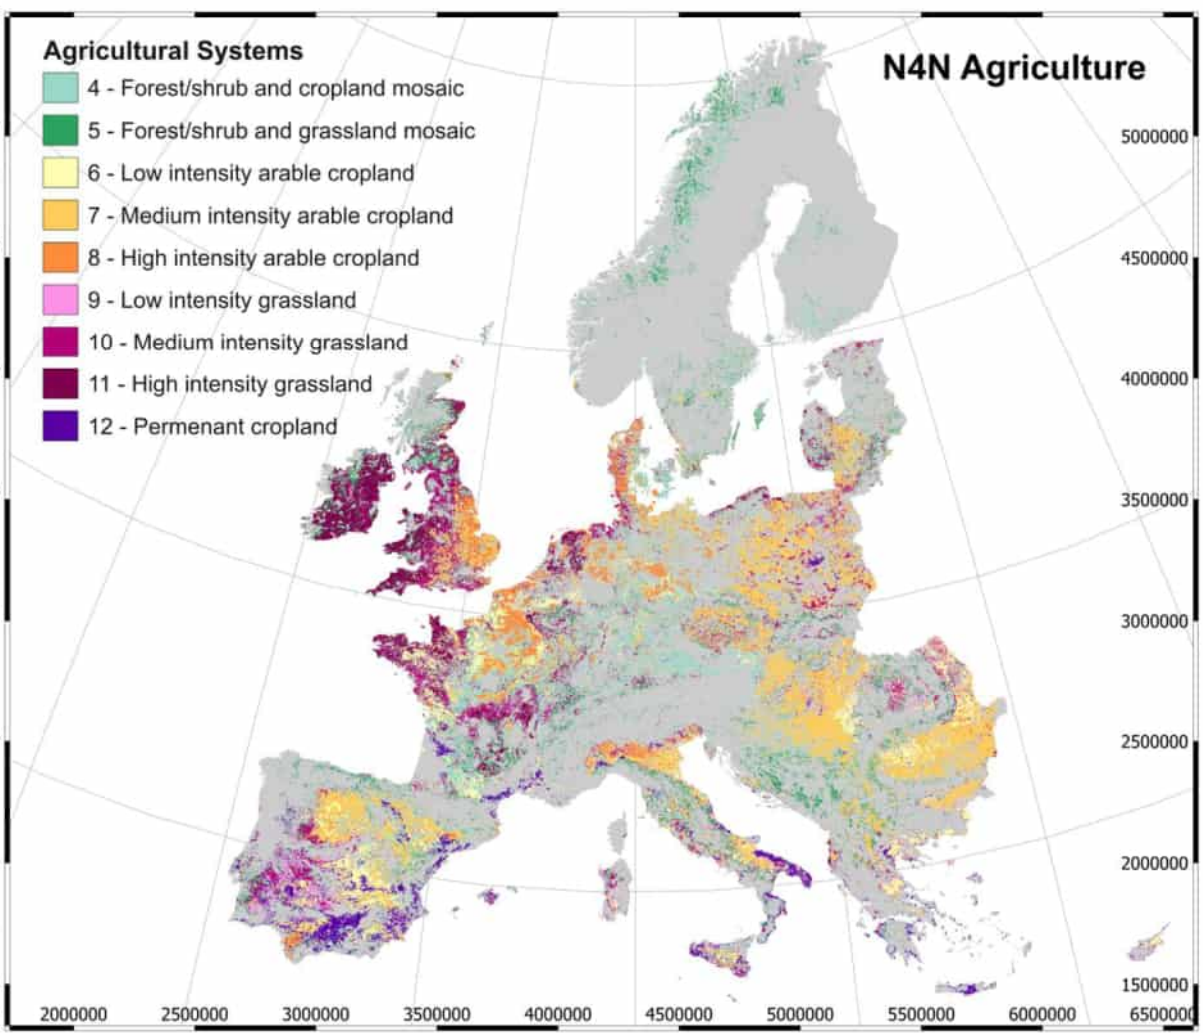 Agricultural Systems
N4N Agriculture
4 - Forest/shrub and cropland mosaic
5 - Forest/shrub and grassland mosaic
6 - Low intensity arable cropland
7 - Medium intensity arable cropland
8 - High intensity arable cropland
9 - Low intensity grassland
10 - Medium intensity grassland
11 - High intensity grassland
12 - Permenant cropland
5000000
4500000
4000000
3500000
3000000
2500000
2000000
1500000
2000000 2500000 3000000 3500000 4000000 4500000 5000000 5500000 6000000 6500000